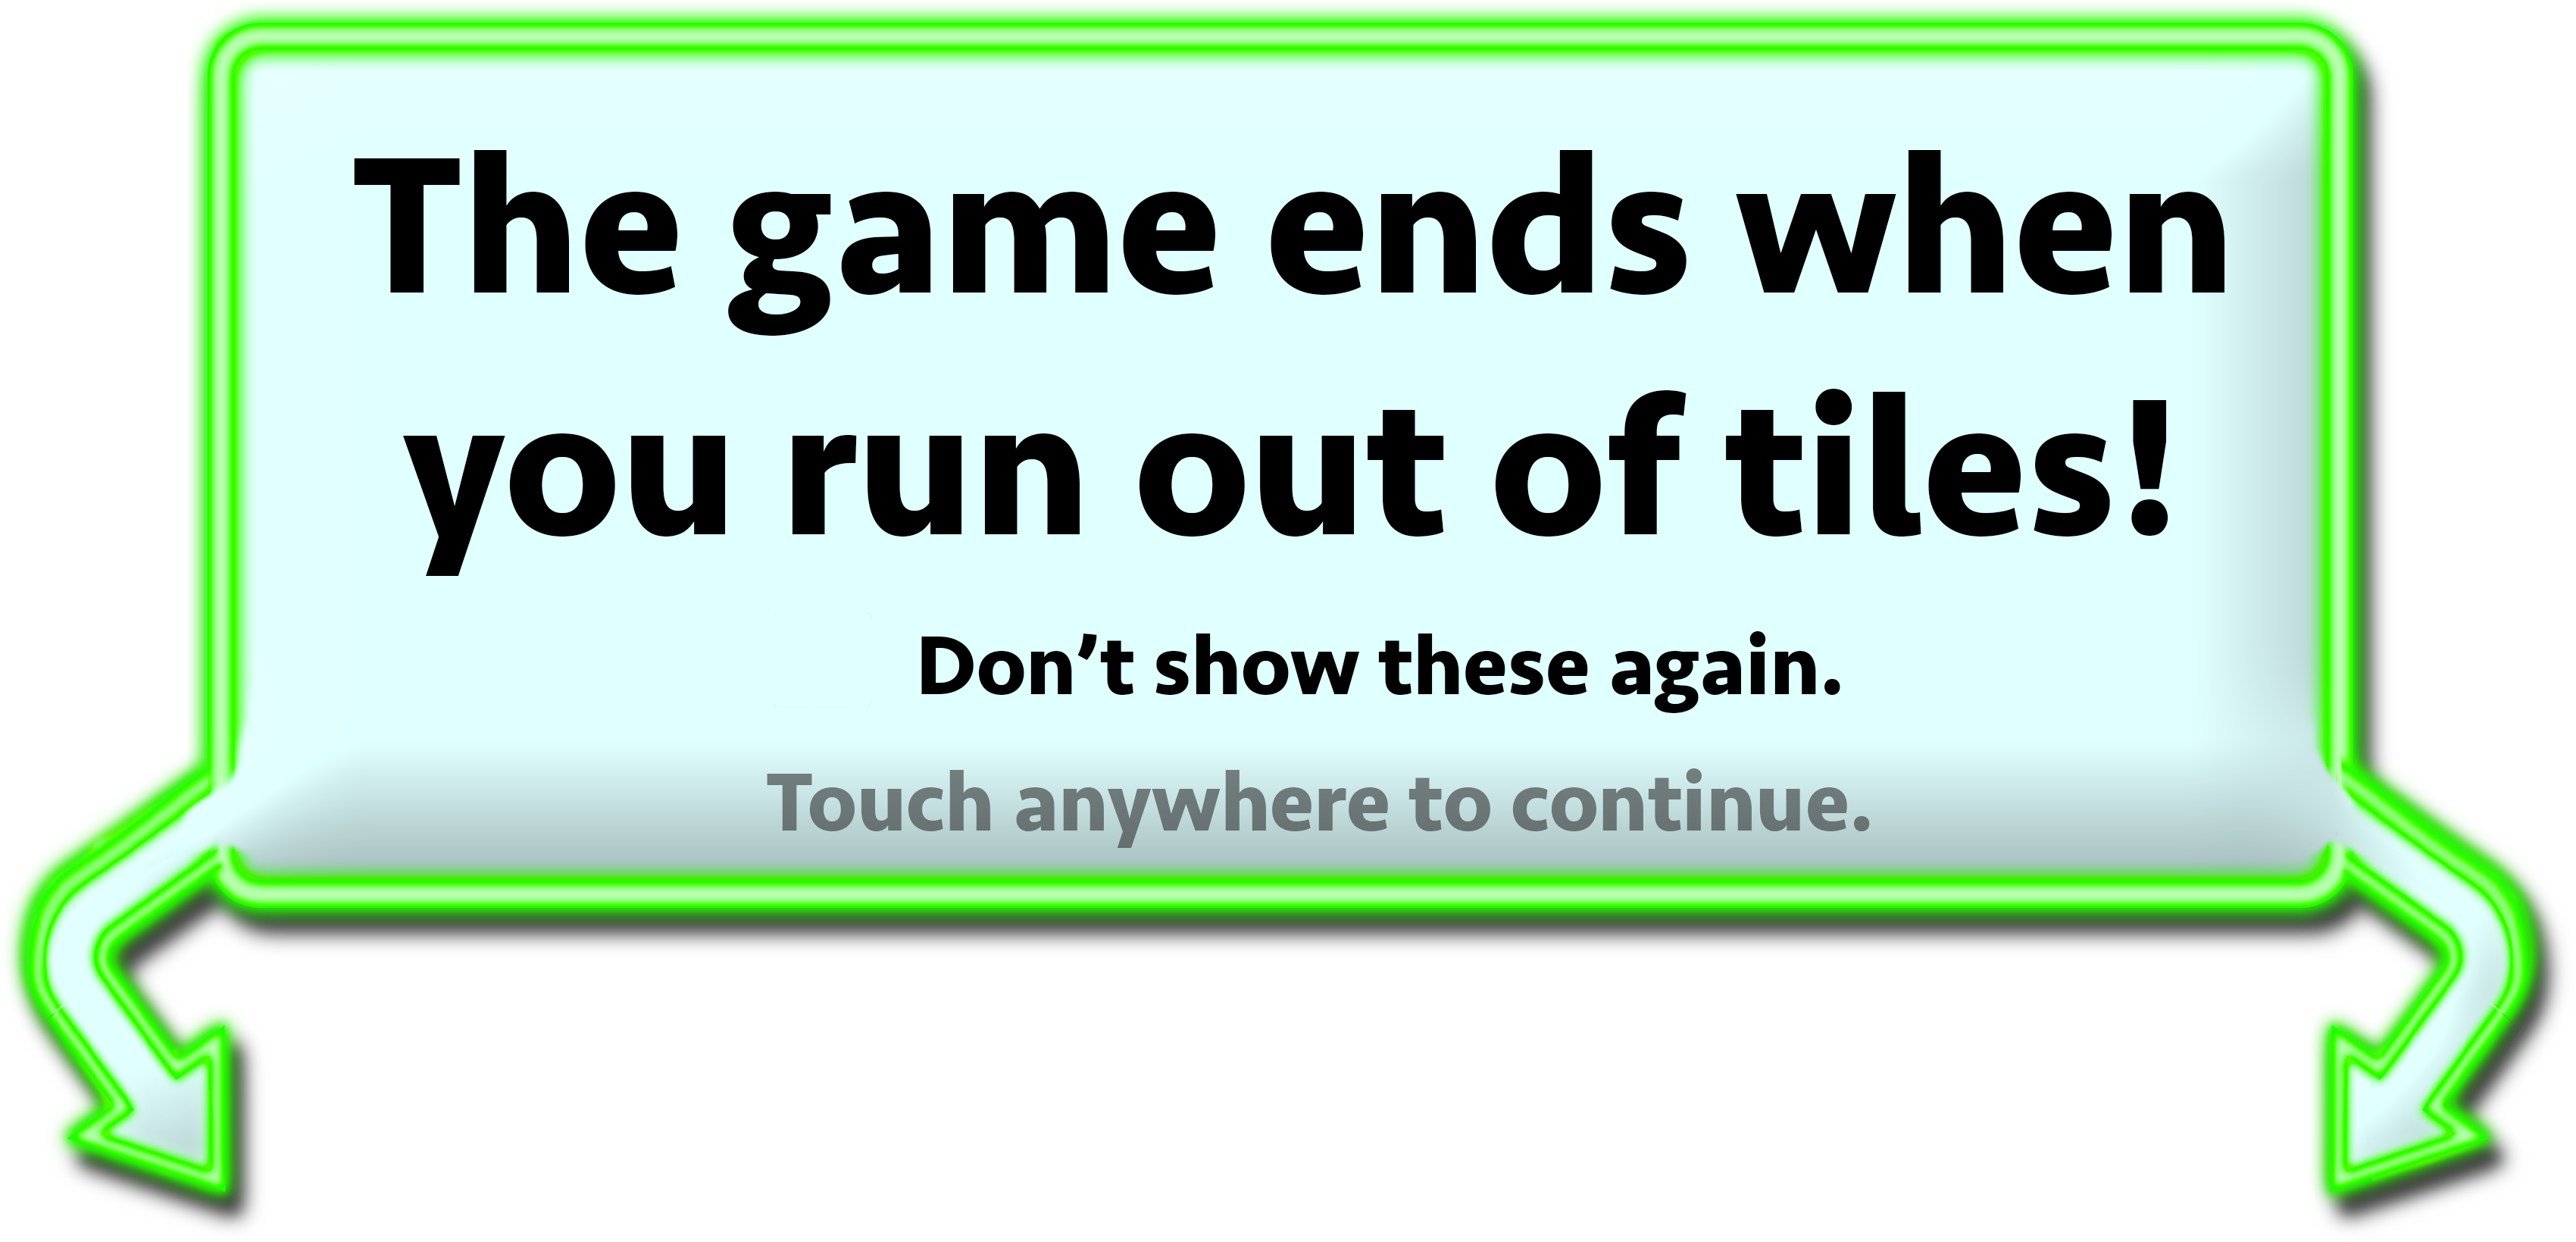 The game ends when
you run out of tiles!
Don’t show these again.
Touch anywhere to continue.